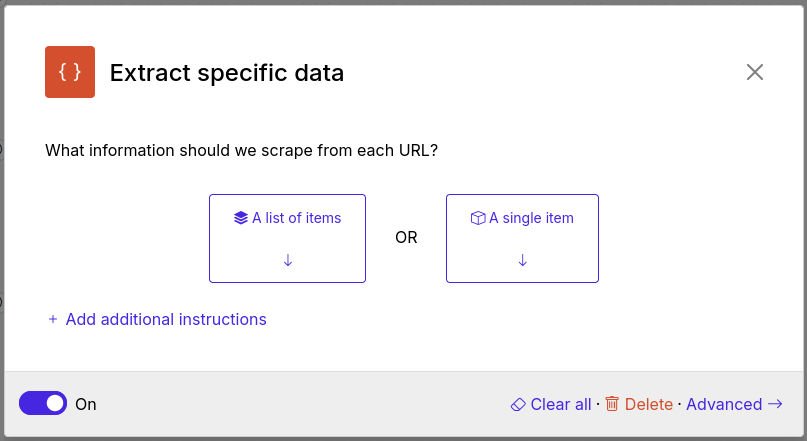 { } Extract specific data
What information should we scrape from each URL?
A list of items
OR
A single item
+ Add additional instructions
On
Clear all · Delete · Advanced →